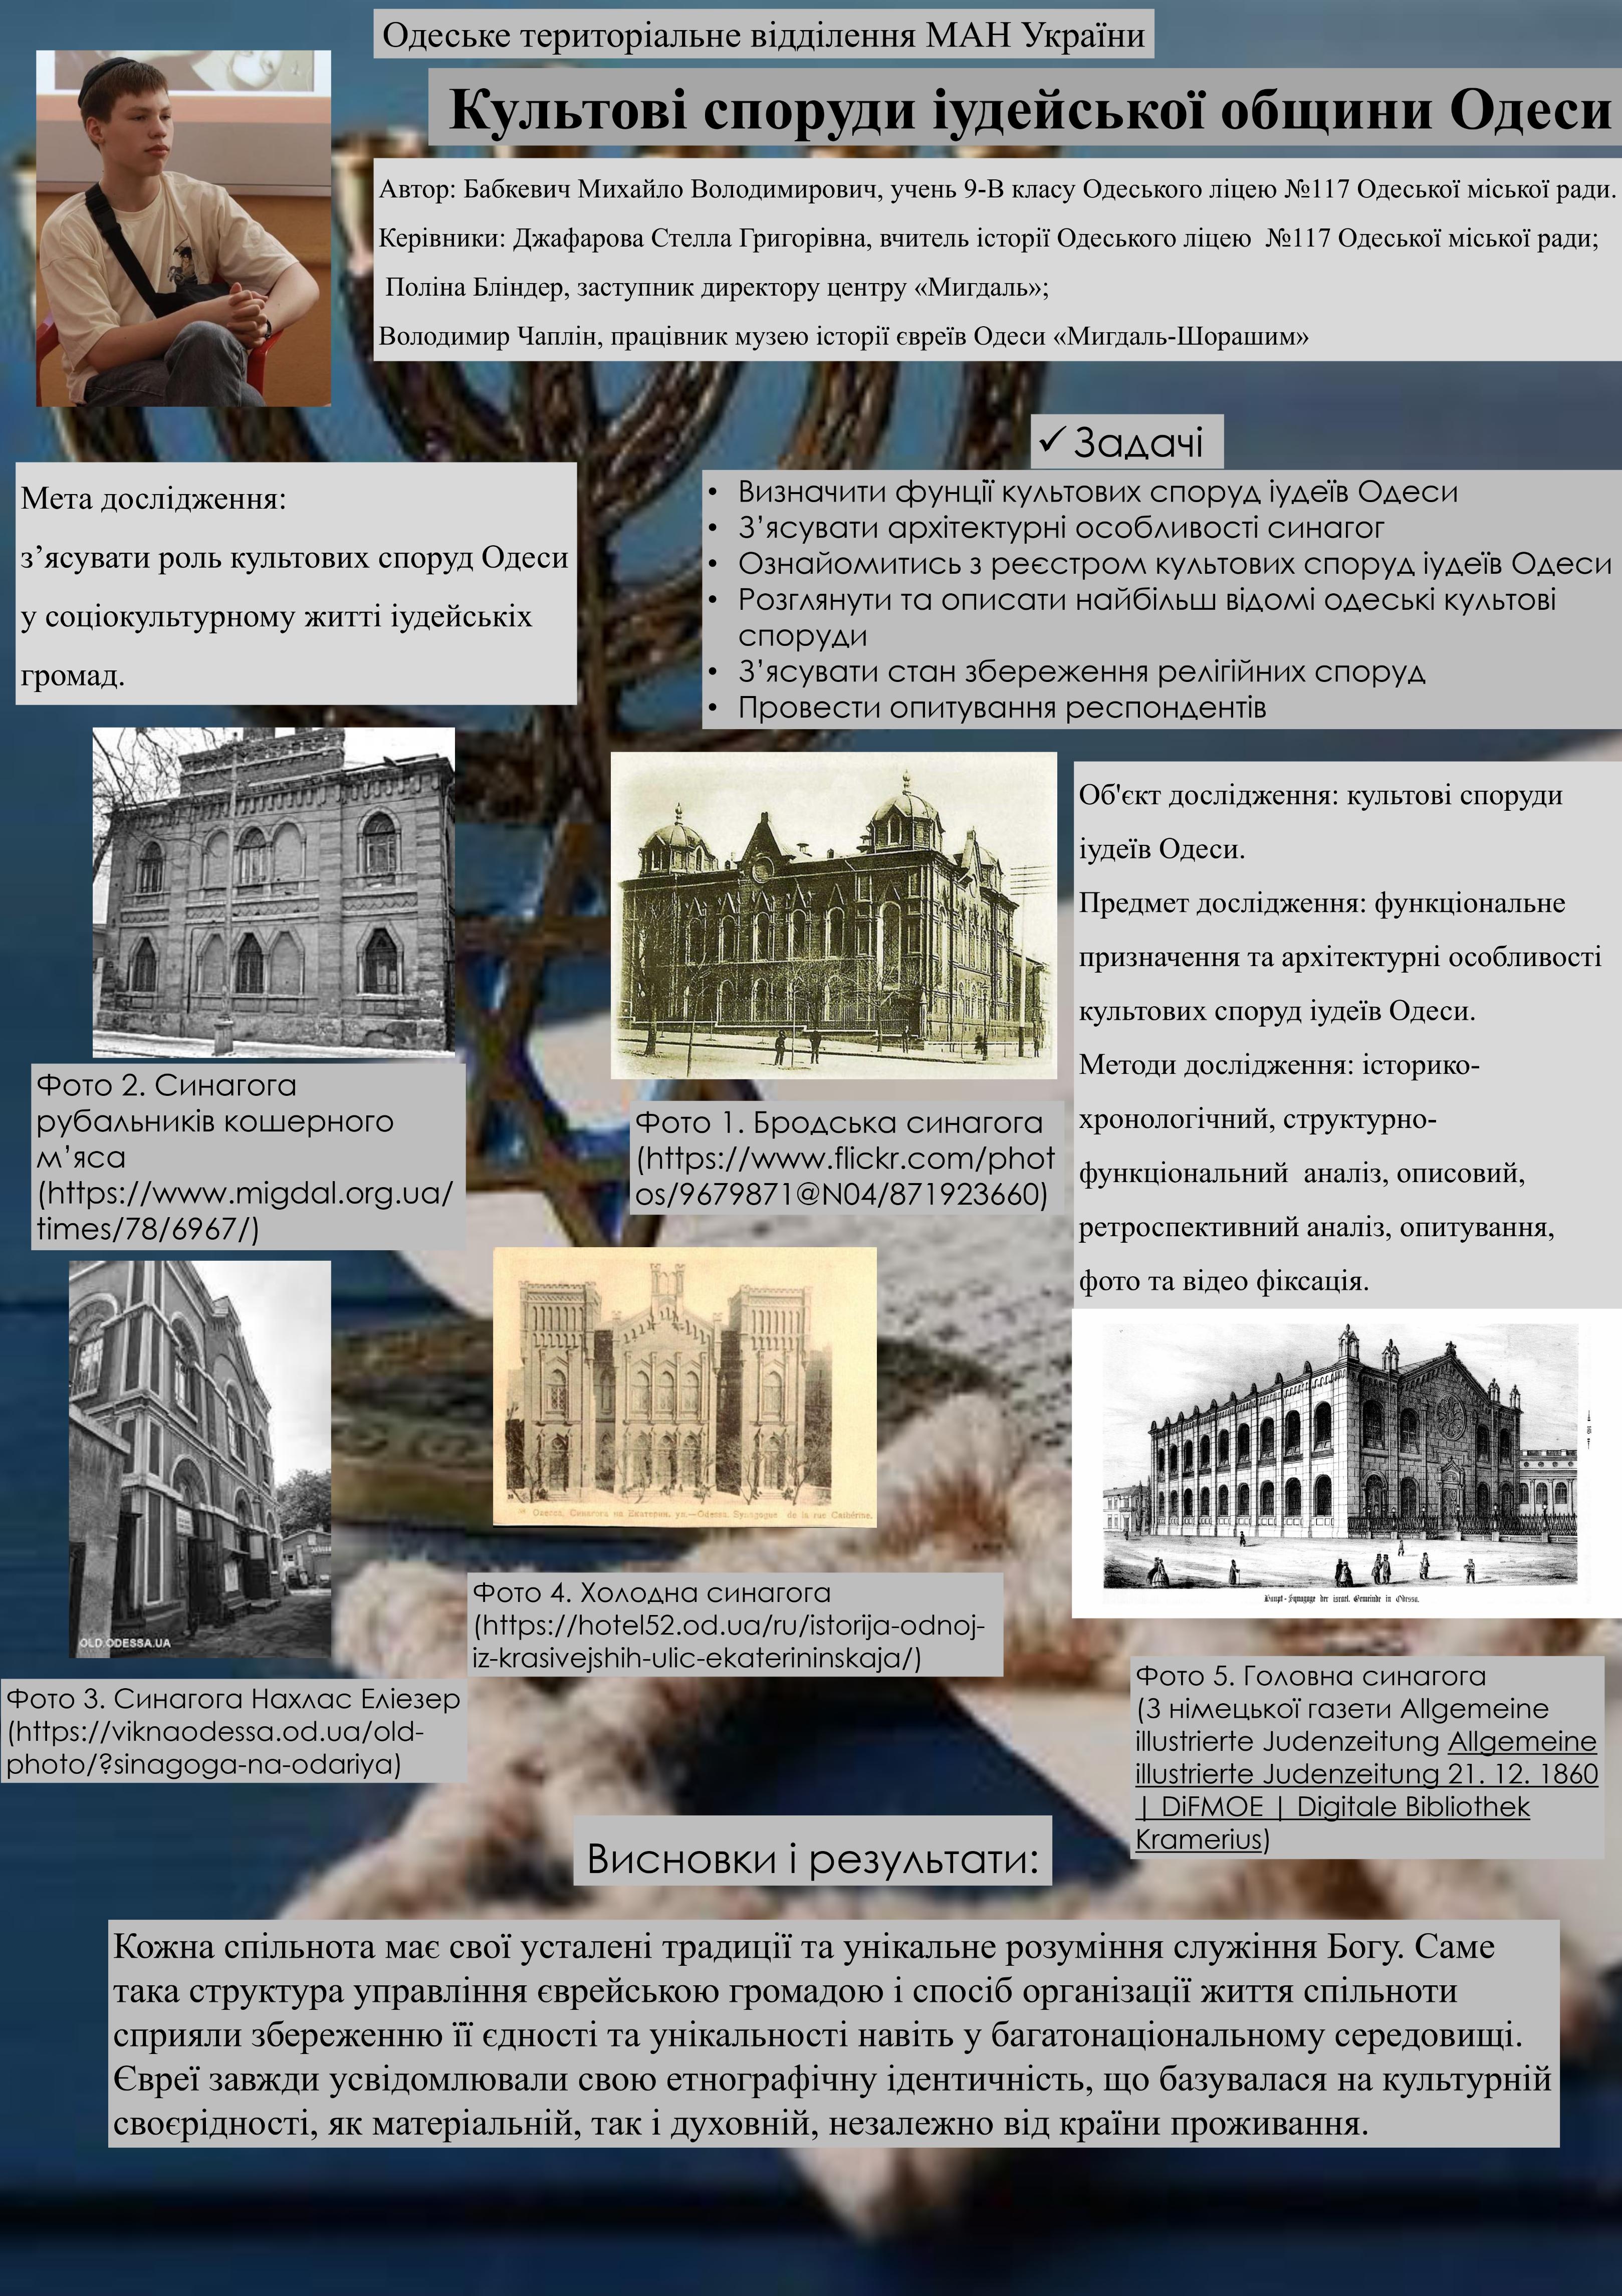 Одеське територіальне відділення МАН України
Культові споруди іудейської общини Одеси
Автор: Бабкевич Михайло Володимирович, учень 9-В класу Одеського ліцею №117 Одеської міської ради.
Керівники: Джафарова Стелла Григорівна, вчитель історії Одеського ліцею №117 Одеської міської ради;
Поліна Бліндер, заступник директору центру «Мигдаль»;
Володимир Чаплін, працівник музею історії євреїв Одеси «Мигдаль-Шорашим»
✓ Задачі
Мета дослідження:
з’ясувати роль культових споруд Одеси
у соціокультурному житті іудейськіх
громад.
• Визначити фунції культових споруд іудеїв Одеси
• З’ясувати архітектурні особливості синагог
• Ознайомитись з реєстром культових споруд іудеїв Одеси
• Розглянути та описати найбільш відомі одеські культові
споруди
• З’ясувати стан збереження релігійних споруд
• Провести опитування респондентів
Об'єкт дослідження: культові споруди
іудеїв Одеси.
Предмет дослідження: функціональне
призначення та архітектурні особливості
культових споруд іудеїв Одеси.
Методи дослідження: історико-
хронологічний, структурно-
функціональний аналіз, описовий,
ретроспективний аналіз, опитування,
фото та відео фіксація.
Фото 2. Синагога
рубальників кошерного
м’яса
(https://www.migdal.org.ua/
times/78/6967/)
Фото 1. Бродська синагога
(https://www.flickr.com/phot
os/9679871@N04/871923660)
OLD.ODESSA.UA
Одесса, Синагога на Екатерин. ул.—Odessa. Synagogue de la rue Cathérine.
Haupt-Synagoge der israel. Gemeinde in Odessa.
Фото 4. Холодна синагога
(https://hotel52.od.ua/ru/istorija-odnoj-
iz-krasivejshih-ulic-ekaterininskaja/)
Фото 3. Синагога Нахлас Еліезер
(https://viknaodessa.od.ua/old-
photo/?sinagoga-na-odariya)
Фото 5. Головна синагога
(З німецької газети Allgemeine
illustrierte Judenzeitung Allgemeine
illustrierte Judenzeitung 21. 12. 1860
| DiFMOE | Digitale Bibliothek
Kramerius)
Висновки і результати:
Кожна спільнота має свої усталені традиції та унікальне розуміння служіння Богу. Саме
така структура управління єврейською громадою і спосіб організації життя спільноти
сприяли збереженню її єдності та унікальності навіть у багатонаціональному середовищі.
Євреї завжди усвідомлювали свою етнографічну ідентичність, що базувалася на культурній
своєрідності, як матеріальній, так і духовній, незалежно від країни проживання.